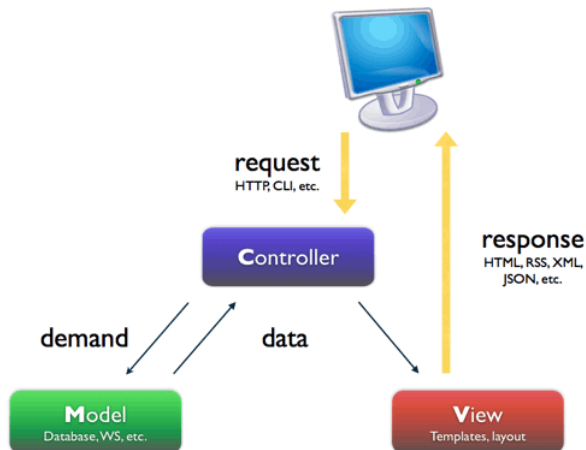 request
HTTP, CLI, etc.
Controller
response
HTML, RSS, XML,
JSON, etc.
demand
data
Model
Database, WS, etc.
View
Templates, layout